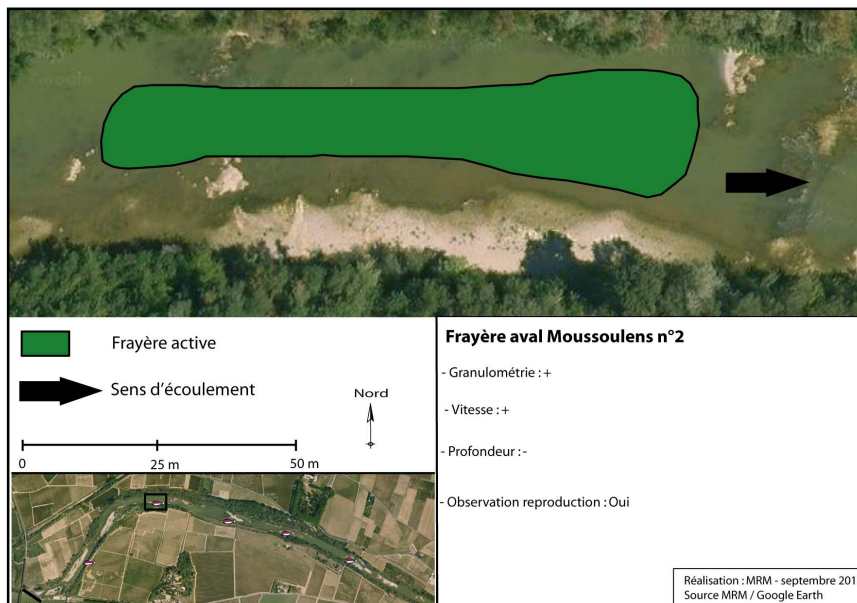 Google
Frayère active
Sens d'écoulement
Nord
0 25 m 50 m
Frayère aval Moussoulens n°2
- Granulométrie : +
- Vitesse : +
- Profondeur : -
- Observation reproduction : Oui
Réalisation : MRM - septembre 201
Source MRM / Google Earth